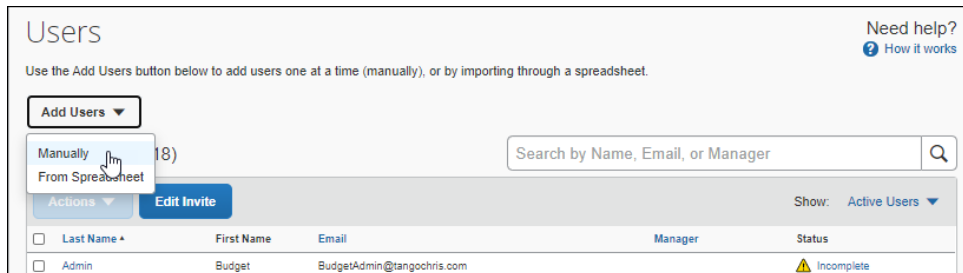 Users
Need help?
How it works
Use the Add Users button below to add users one at a time (manually), or by importing through a spreadsheet.
Add Users
Manually
18)
Search by Name, Email, or Manager
From Spreadsheet
Actions
Edit Invite
Show: Active Users
Last Name First Name Email Manager Status
Admin Budget BudgetAdmin@tangochris.com Incomplete